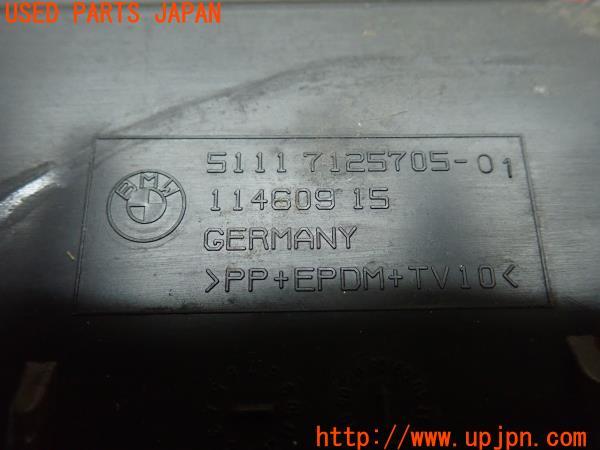 USED PARTS JAPAN
BMW
5111 7125705-01
114609 15
GERMANY
>PP+EPDM+TV10<
http://www.upjpn.com/